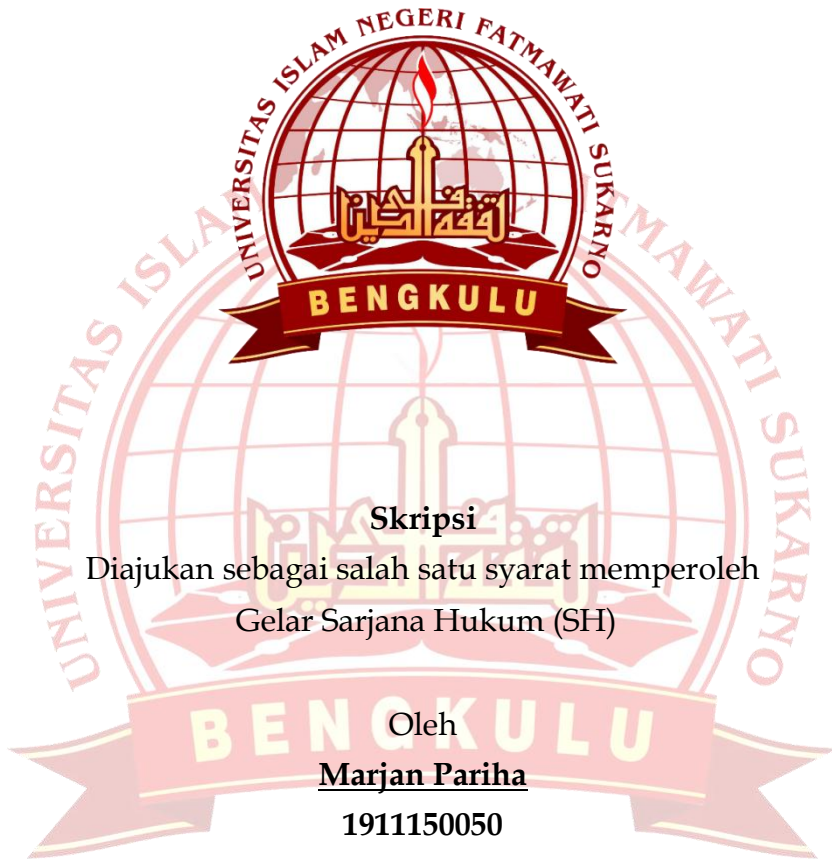 UNIVERSITAS ISLAM NEGERI FATMAWATI SUKARNO
BENGKULU
Skripsi
Diajukan sebagai salah satu syarat memperoleh
Gelar Sarjana Hukum (SH)
Oleh
Marjan Pariha
1911150050